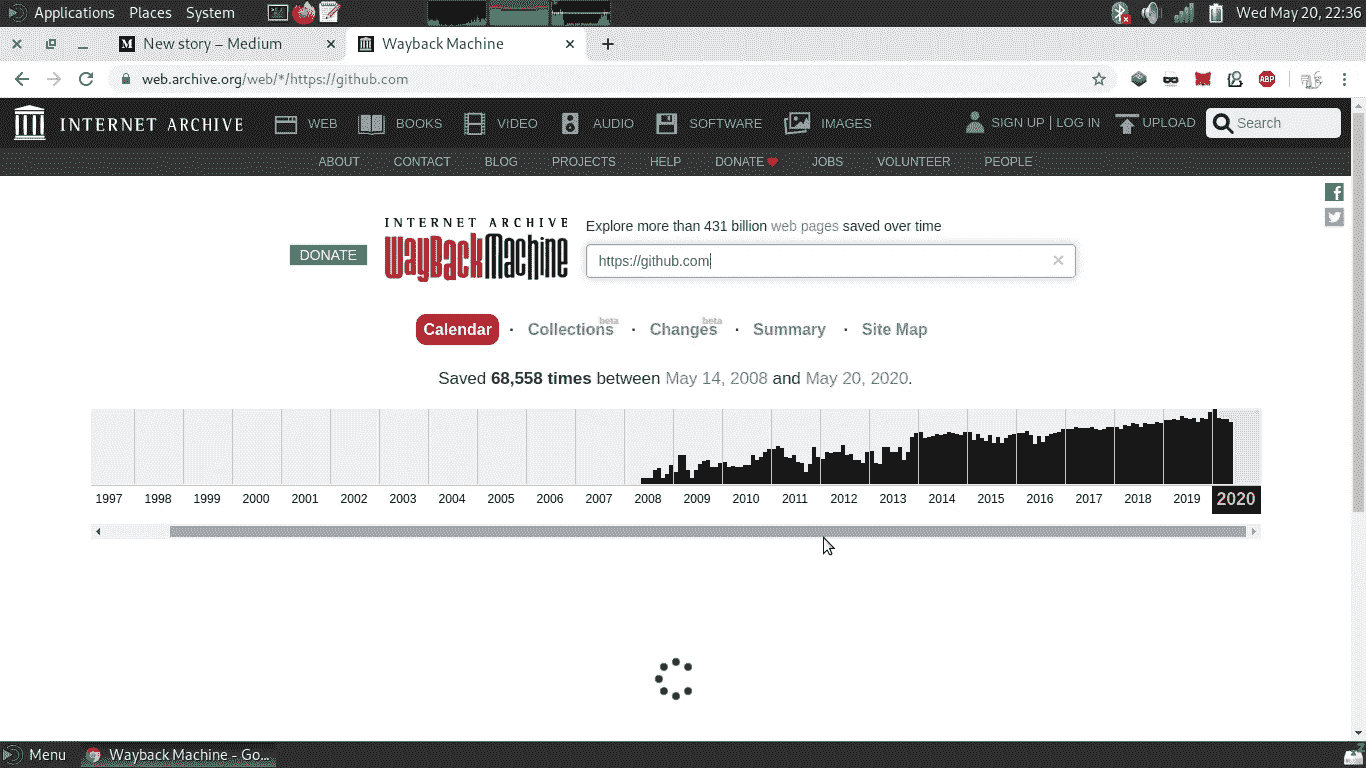 Applications Places System Wed May 20, 22:36
New story – Medium Wayback Machine
web.archive.org/web/*/https://github.com ABP
INTERNET ARCHIVE WEB BOOKS VIDEO AUDIO SOFTWARE IMAGES SIGN UP | LOG IN UPLOAD Search
ABOUT CONTACT BLOG PROJECTS HELP DONATE JOBS VOLUNTEER PEOPLE
INTERNET ARCHIVE
Explore more than 431 billion web pages saved over time
DONATE WayBackMachine https://github.com
Calendar · Collections beta · Changes beta · Summary · Site Map
Saved 68,558 times between May 14, 2008 and May 20, 2020.
1997 1998 1999 2000 2001 2002 2003 2004 2005 2006 2007 2008 2009 2010 2011 2012 2013 2014 2015 2016 2017 2018 2019 2020
Menu Wayback Machine - Go...